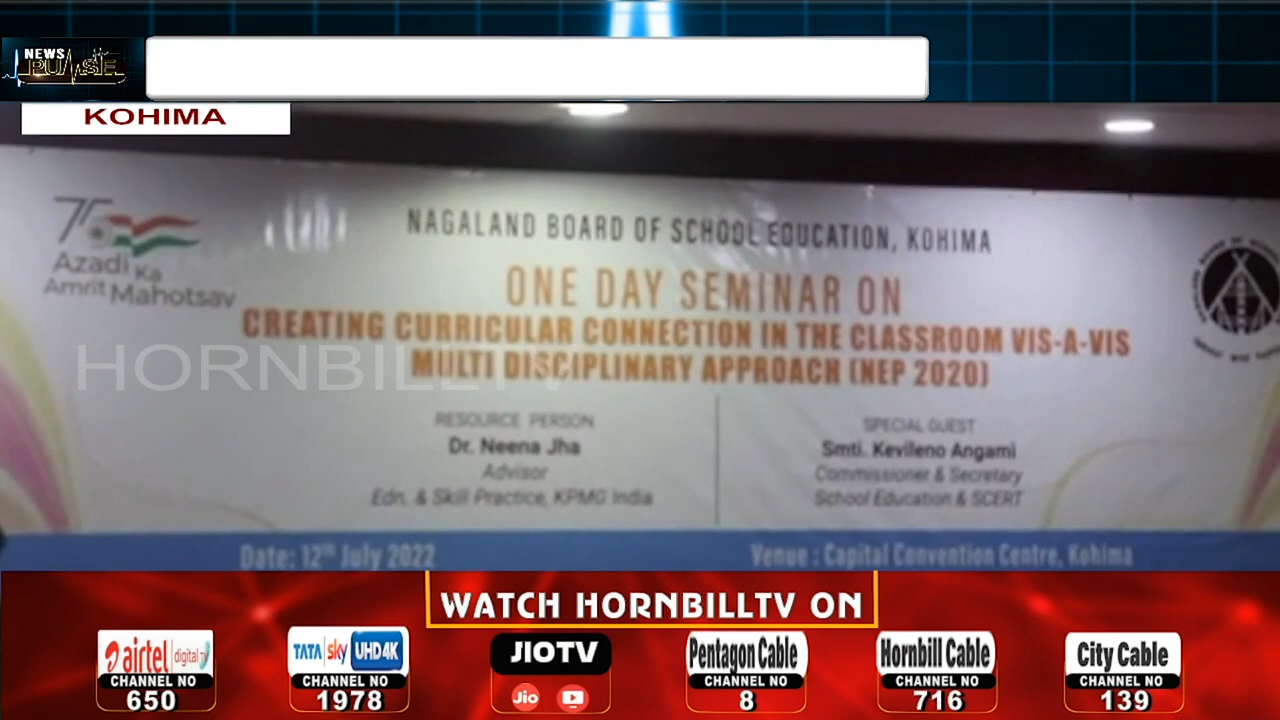 NEWS
PULSE
KOHIMA
75
Azadi Ka
Amrit Mahotsav
NAGALAND BOARD OF SCHOOL EDUCATION, KOHIMA
ONE DAY SEMINAR ON
CREATING CURRICULAR CONNECTION IN THE CLASSROOM VIS-A-VIS
MULTI DISCIPLINARY APPROACH (NEP 2020)
HORNBILLTV
RESOURCE PERSON
Dr. Neena Jha
Advisor
Edn. & Skill Practice, KPMG India
SPECIAL GUEST
Smti. Kevileno Angami
Commissioner & Secretary
School Education & SCERT
Date: 12th July 2022
Venue : Capital Convention Centre, Kohima
WATCH HORNBILLTV ON
airtel digital TV
CHANNEL NO
650
TATA sky UHD4K
CHANNEL NO
1978
JIOTV
Jio
Pentagon Cable
CHANNEL NO
8
Hornbill Cable
CHANNEL NO
716
City Cable
CHANNEL NO
139